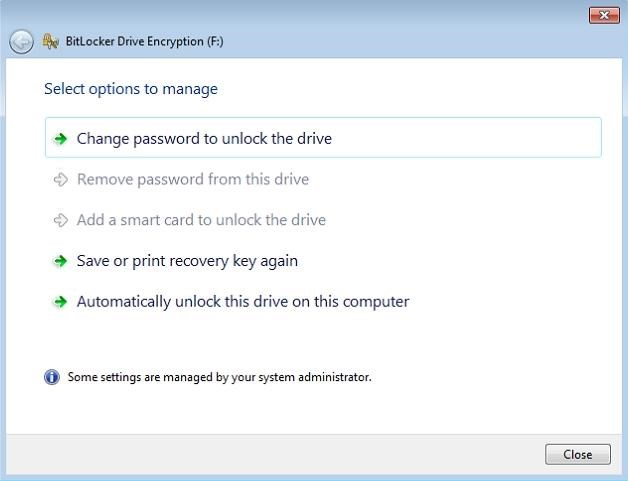 BitLocker Drive Encryption (F:)
Select options to manage
Change password to unlock the drive
Remove password from this drive
Add a smart card to unlock the drive
Save or print recovery key again
Automatically unlock this drive on this computer
Some settings are managed by your system administrator.
Close